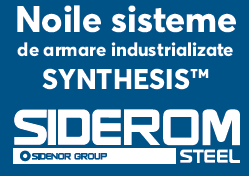 Noile sisteme
de armare industrializate
SYNTHESIS™
SIDEROM
SIDENOR GROUP STEEL